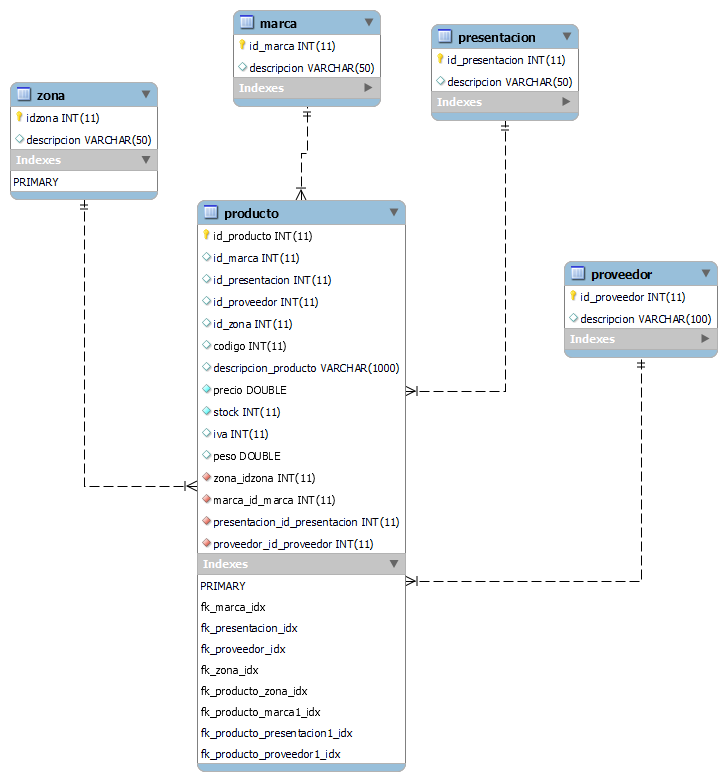 marca
id_marca INT(11)
descripcion VARCHAR(50)
Indexes
presentacion
id_presentacion INT(11)
descripcion VARCHAR(50)
Indexes
zona
idzona INT(11)
descripcion VARCHAR(50)
Indexes
PRIMARY
producto
id_producto INT(11)
id_marca INT(11)
id_presentacion INT(11)
id_proveedor INT(11)
id_zona INT(11)
codigo INT(11)
descripcion_producto VARCHAR(1000)
precio DOUBLE
stock INT(11)
iva INT(11)
peso DOUBLE
zona_idzona INT(11)
marca_id_marca INT(11)
presentacion_id_presentacion INT(11)
proveedor_id_proveedor INT(11)
Indexes
PRIMARY
fk_marca_idx
fk_presentacion_idx
fk_proveedor_idx
fk_zona_idx
fk_producto_zona_idx
fk_producto_marca1_idx
fk_producto_presentacion1_idx
fk_producto_proveedor1_idx
proveedor
id_proveedor INT(11)
descripcion VARCHAR(100)
Indexes